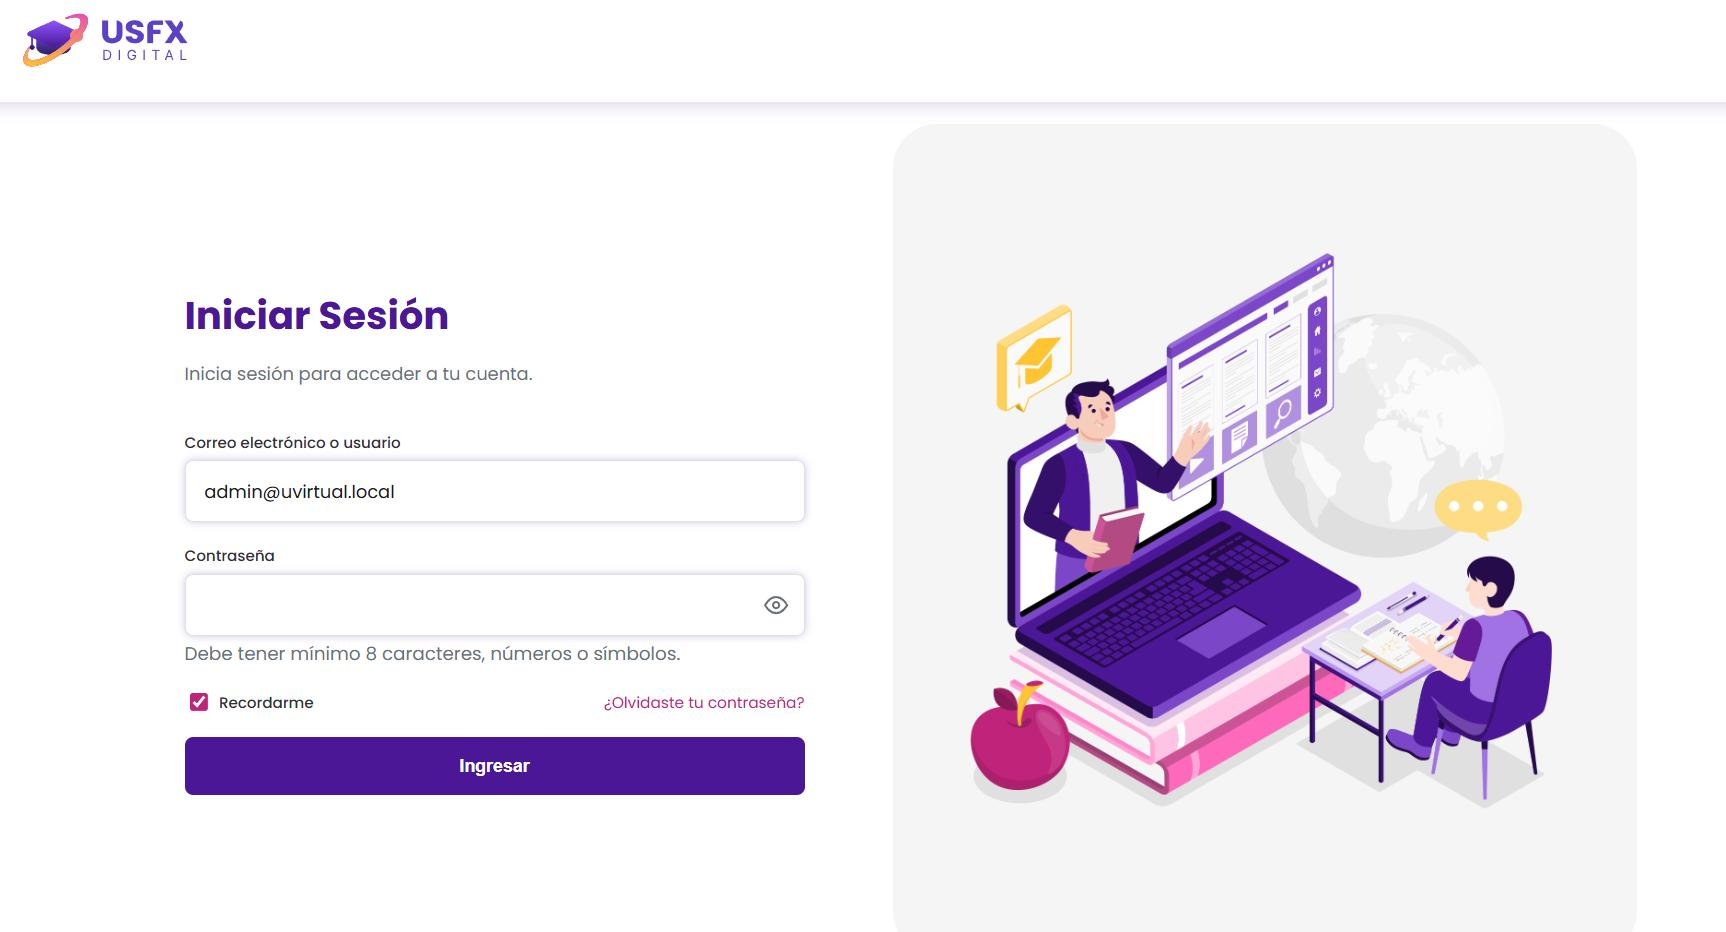 USFX
DIGITAL
Iniciar Sesión
Inicia sesión para acceder a tu cuenta.
Correo electrónico o usuario
admin@uvirtual.local
Contraseña
Debe tener mínimo 8 caracteres, números o símbolos.
Recordarme
¿Olvidaste tu contraseña?
Ingresar